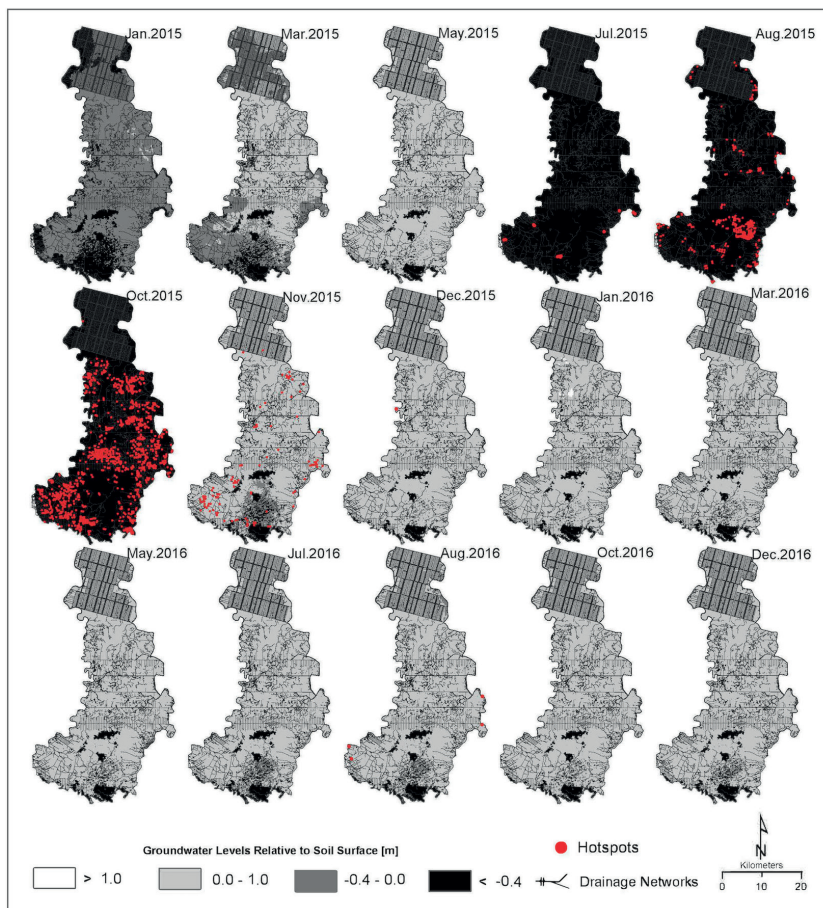 Jan.2015 Mar.2015 May.2015 Jul.2015 Aug.2015
Oct.2015 Nov.2015 Dec.2015 Jan.2016 Mar.2016
May.2016 Jul.2016 Aug.2016 Oct.2016 Dec.2016
Groundwater Levels Relative to Soil Surface [m]
> 1.0 0.0 - 1.0 -0.4 - 0.0 < -0.4
Hotspots
Drainage Networks
N
Kilometers
0 10 20